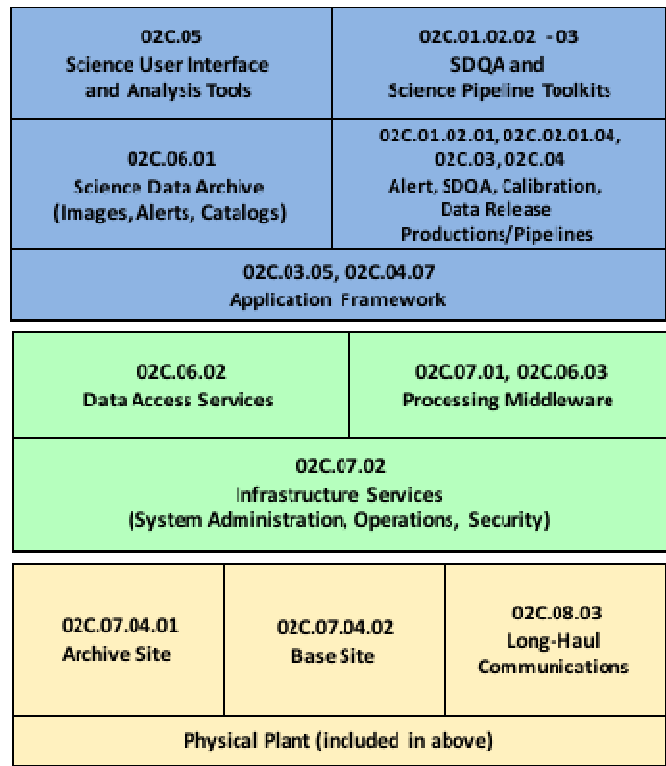 02C.05
Science User Interface
and Analysis Tools
02C.01.02.02 - 03
SDQA and
Science Pipeline Toolkits
02C.06.01
Science Data Archive
(Images, Alerts, Catalogs)
02C.01.02.01, 02C.02.01.04,
02C.03, 02C.04
Alert, SDQA, Calibration,
Data Release
Productions/Pipelines
02C.03.05, 02C.04.07
Application Framework
02C.06.02
Data Access Services
02C.07.01, 02C.06.03
Processing Middleware
02C.07.02
Infrastructure Services
(System Administration, Operations, Security)
02C.07.04.01
Archive Site
02C.07.04.02
Base Site
02C.08.03
Long-Haul
Communications
Physical Plant (included in above)